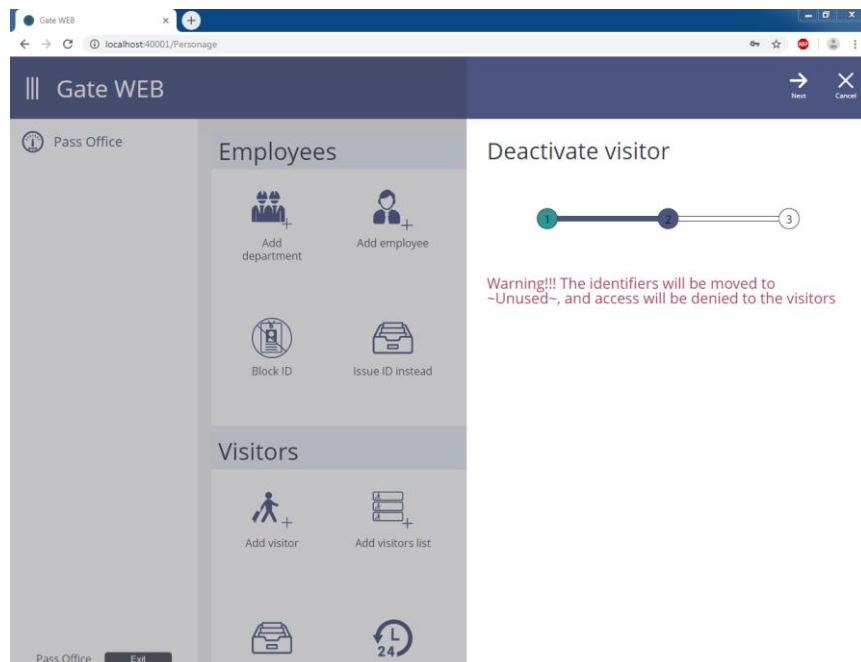 Gate WEB
localhost:40001/Personage
Gate WEB
Next
Cancel
Pass Office
Employees
Add
department
Add employee
Block ID
Issue ID instead
Visitors
Add visitor
Add visitors list
24
Pass Office
Exit
Deactivate visitor
1
2
3
Warning!!! The identifiers will be moved to
~Unused~, and access will be denied to the visitors